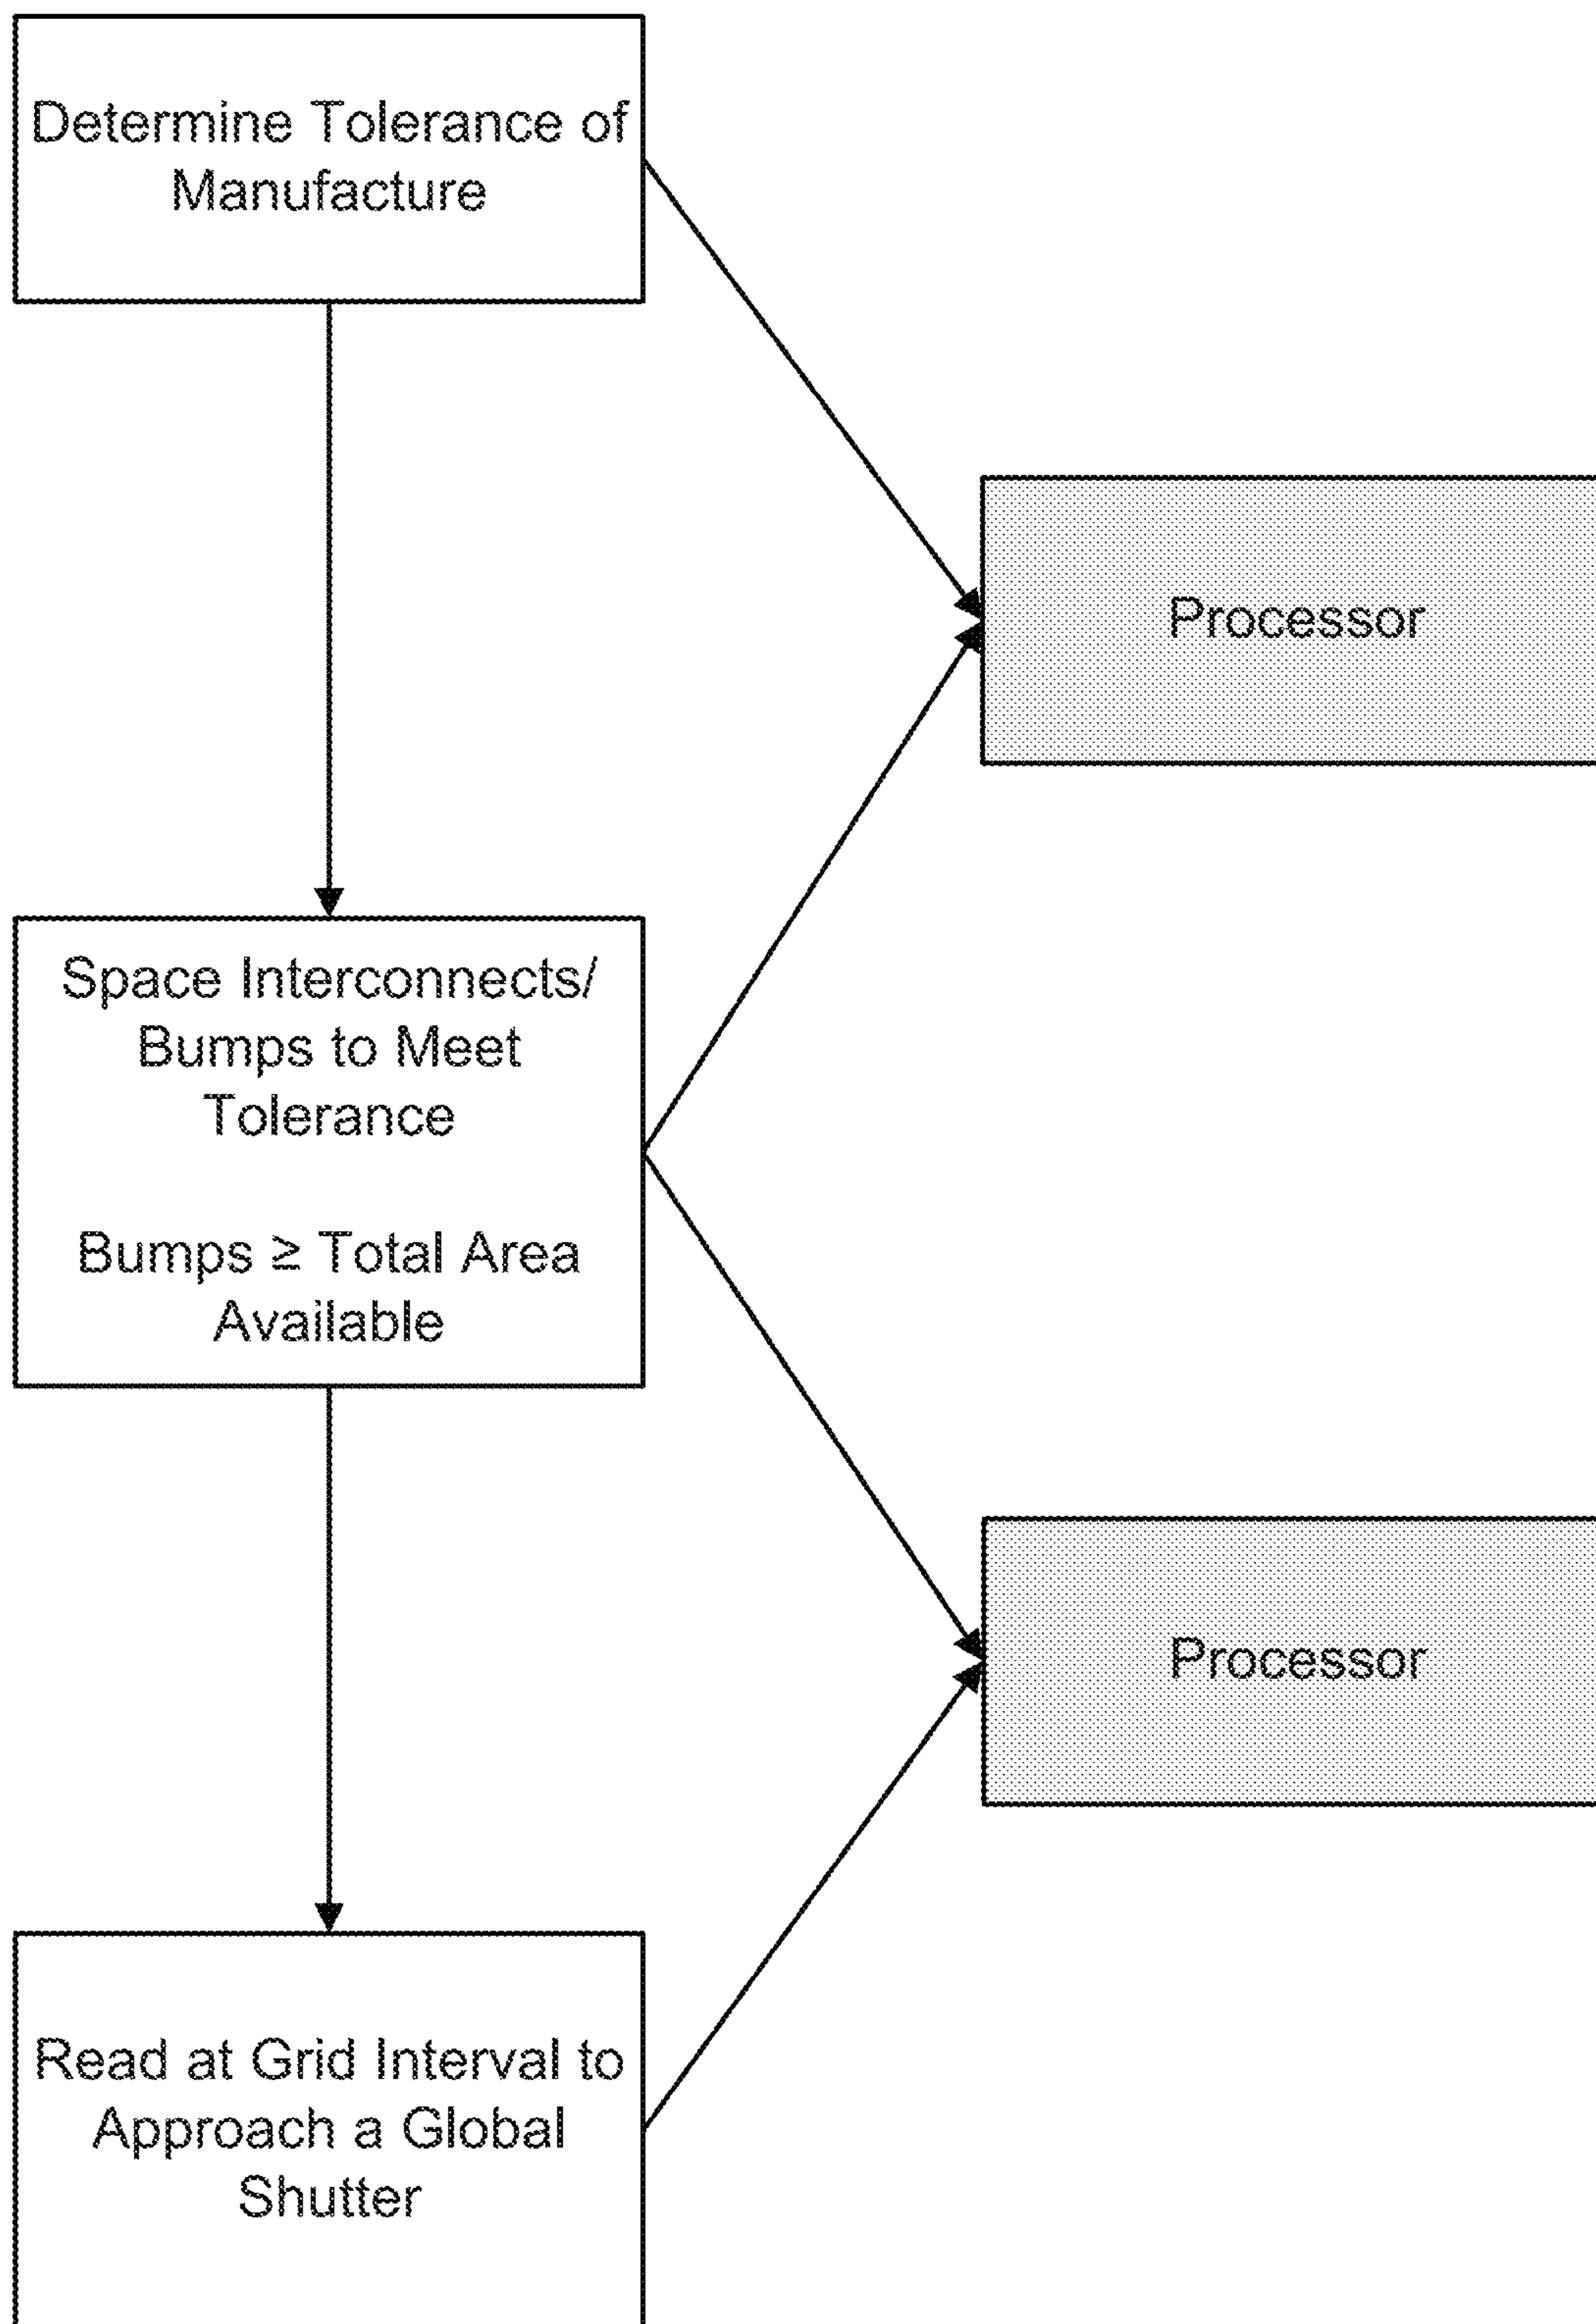 Determine Tolerance of
Manufacture
Processor
Space Interconnects/
Bumps to Meet
Tolerance
Bumps ≥ Total Area
Available
Processor
Read at Grid Interval to
Approach a Global
Shutter